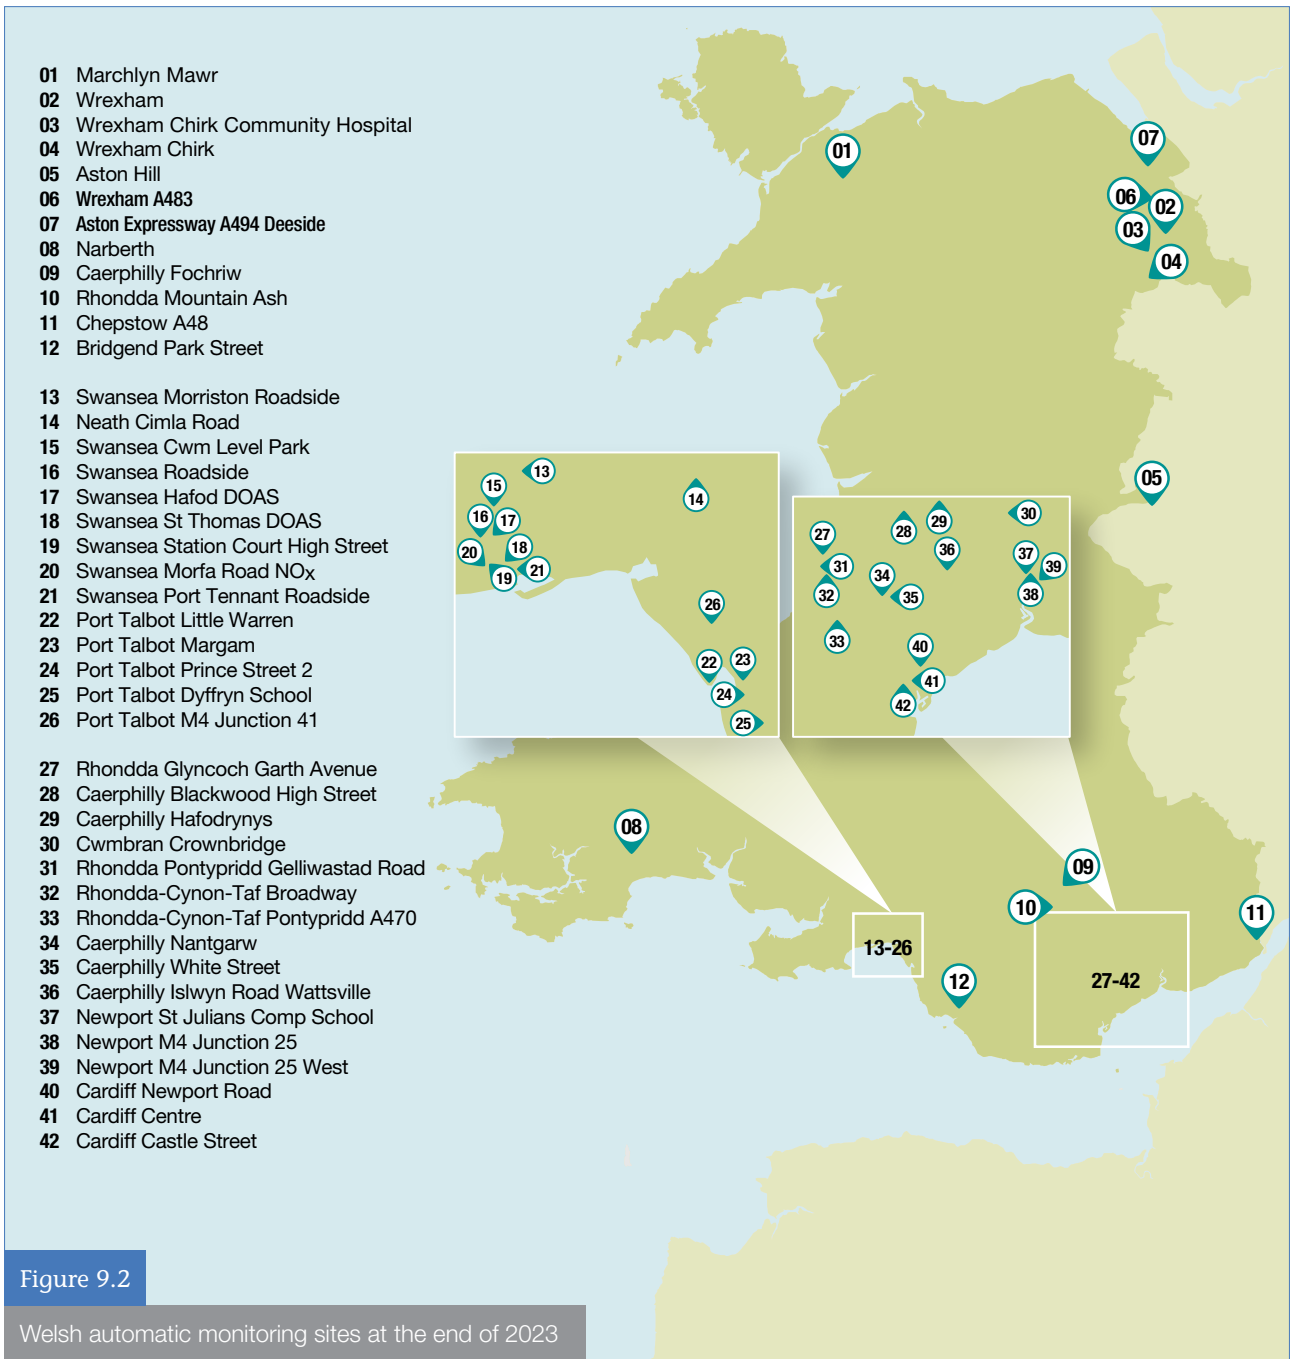 01 Marchlyn Mawr
02 Wrexham
03 Wrexham Chirk Community Hospital
04 Wrexham Chirk
05 Aston Hill
06 Wrexham A483
07 Aston Expressway A494 Deeside
08 Narberth
09 Caerphilly Fochriw
10 Rhondda Mountain Ash
11 Chepstow A48
12 Bridgend Park Street
13 Swansea Morriston Roadside
14 Neath Cimla Road
15 Swansea Cwm Level Park
16 Swansea Roadside
17 Swansea Hafod DOAS
18 Swansea St Thomas DOAS
19 Swansea Station Court High Street
20 Swansea Morfa Road NOx
21 Swansea Port Tennant Roadside
22 Port Talbot Little Warren
23 Port Talbot Margam
24 Port Talbot Prince Street 2
25 Port Talbot Dyffryn School
26 Port Talbot M4 Junction 41
27 Rhondda Glyncoch Garth Avenue
28 Caerphilly Blackwood High Street
29 Caerphilly Hafodrynys
30 Cwmbran Crownbridge
31 Rhondda Pontypridd Gelliwastad Road
32 Rhondda-Cynon-Taf Broadway
33 Rhondda-Cynon-Taf Pontypridd A470
34 Caerphilly Nantgarw
35 Caerphilly White Street
36 Caerphilly Islwyn Road Wattsville
37 Newport St Julians Comp School
38 Newport M4 Junction 25
39 Newport M4 Junction 25 West
40 Cardiff Newport Road
41 Cardiff Centre
42 Cardiff Castle Street
01
07
06
02
03
04
05
13
15
14
16
17
18
20
19
21
26
22
23
24
25
30
29
28
27
36
37
39
31
34
32
35
38
33
40
41
42
08
09
10
11
13-26
12
27-42
Figure 9.2
Welsh automatic monitoring sites at the end of 2023